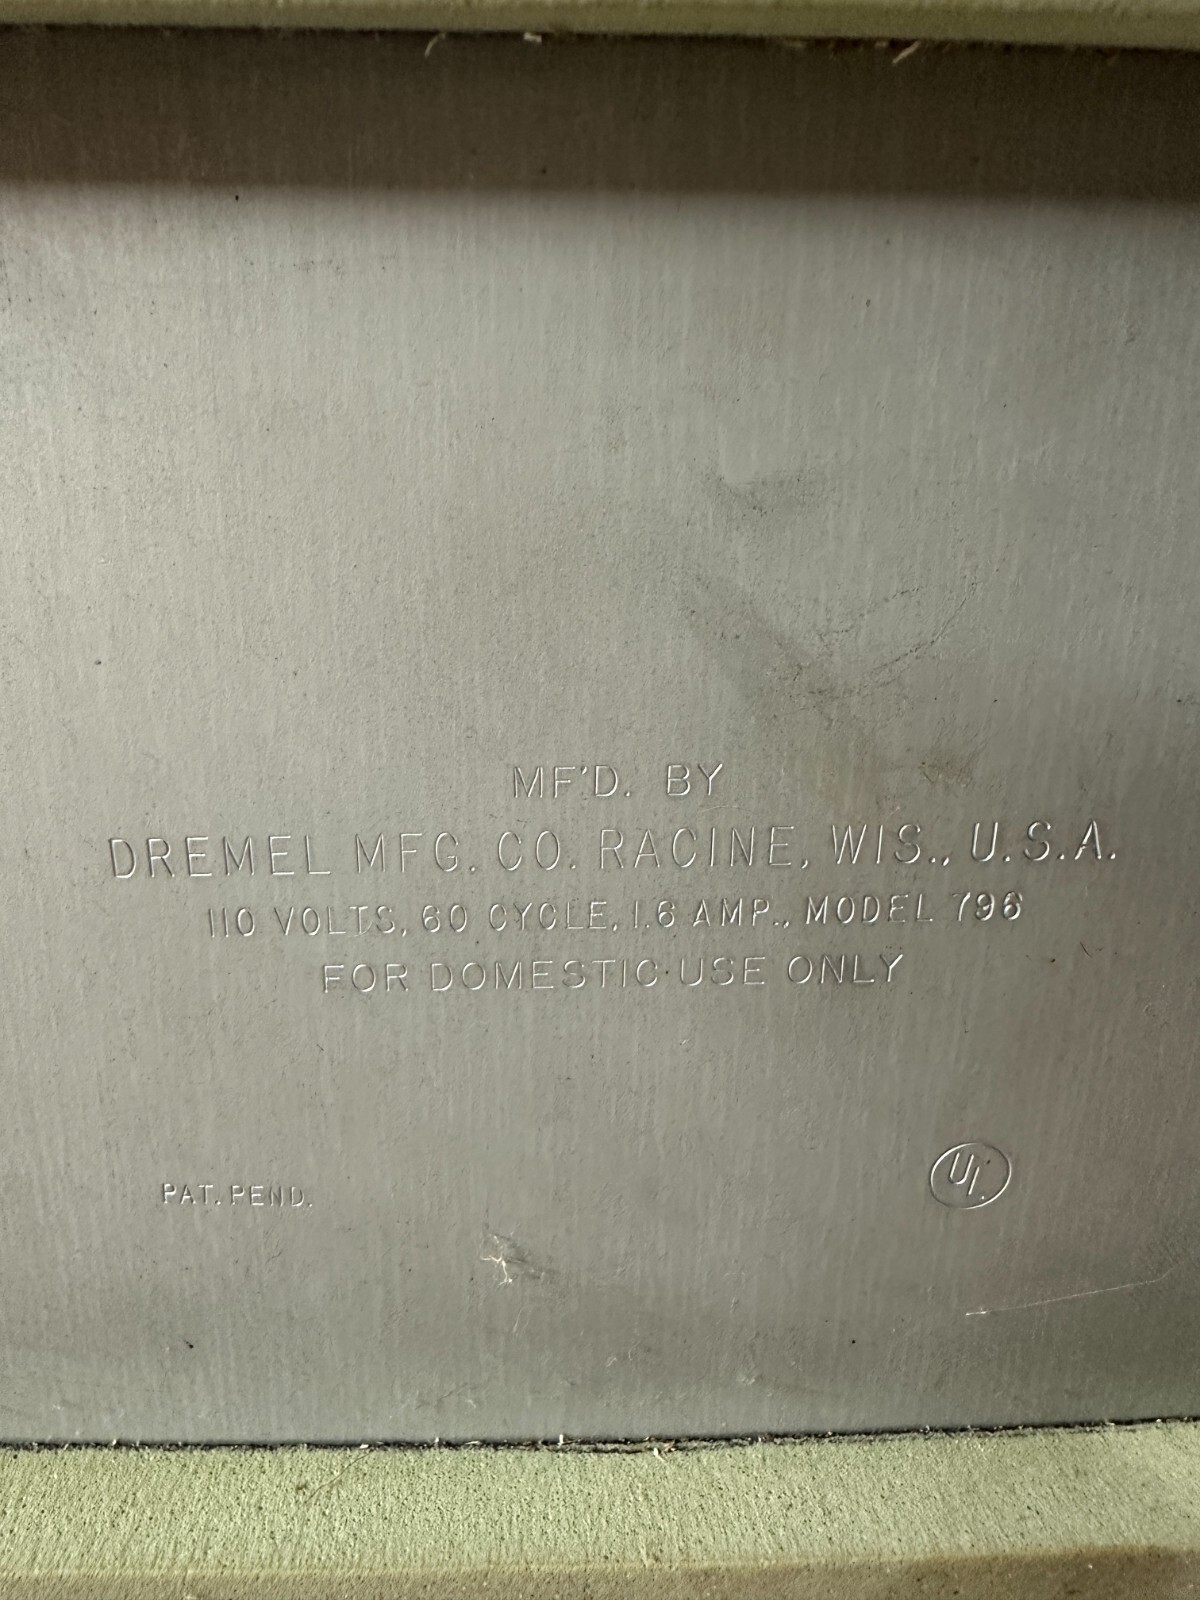 MF'D. BY
DREMEL MFG. CO. RACINE, WIS., U.S.A.
110 VOLTS, 60 CYCLE, 1.6 AMP., MODEL 796
FOR DOMESTIC USE ONLY
PAT. PEND.
UL